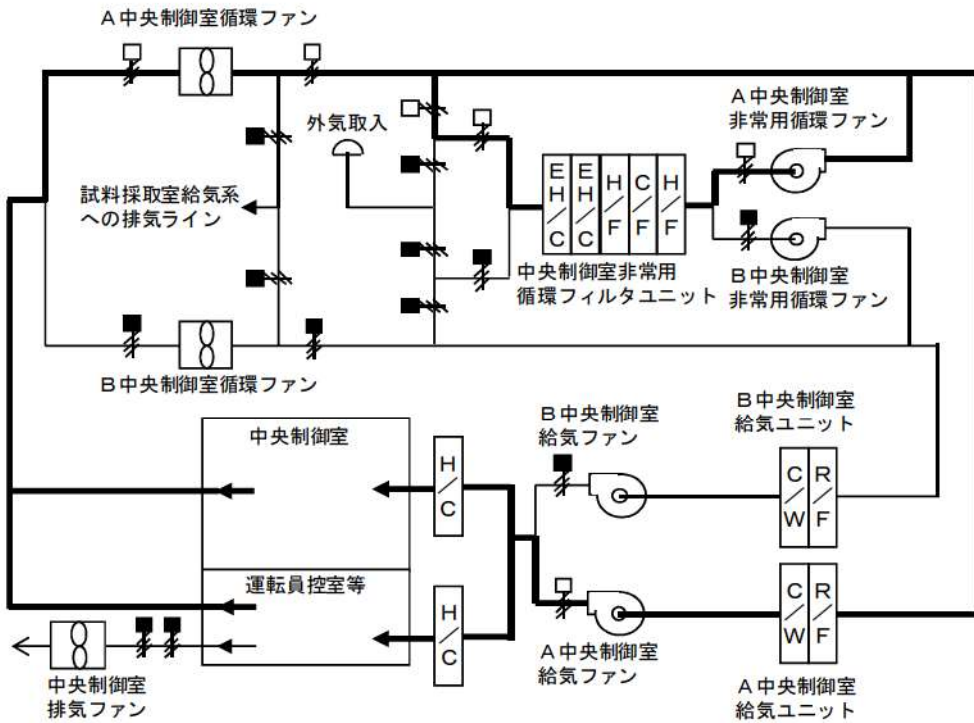 A中央制御室循環ファン
外気取入
A中央制御室
非常用循環ファン
試料採取室給気系
への排気ライン
EH/C
EH/C
H/F
C/F
H/F
中央制御室非常用
循環フィルタユニット
B中央制御室
非常用循環ファン
B中央制御室循環ファン
中央制御室
H/C
B中央制御室
給気ファン
B中央制御室
給気ユニット
C/W
R/F
運転員控室等
H/C
A中央制御室
給気ファン
C/W
R/F
A中央制御室
給気ユニット
中央制御室
排気ファン